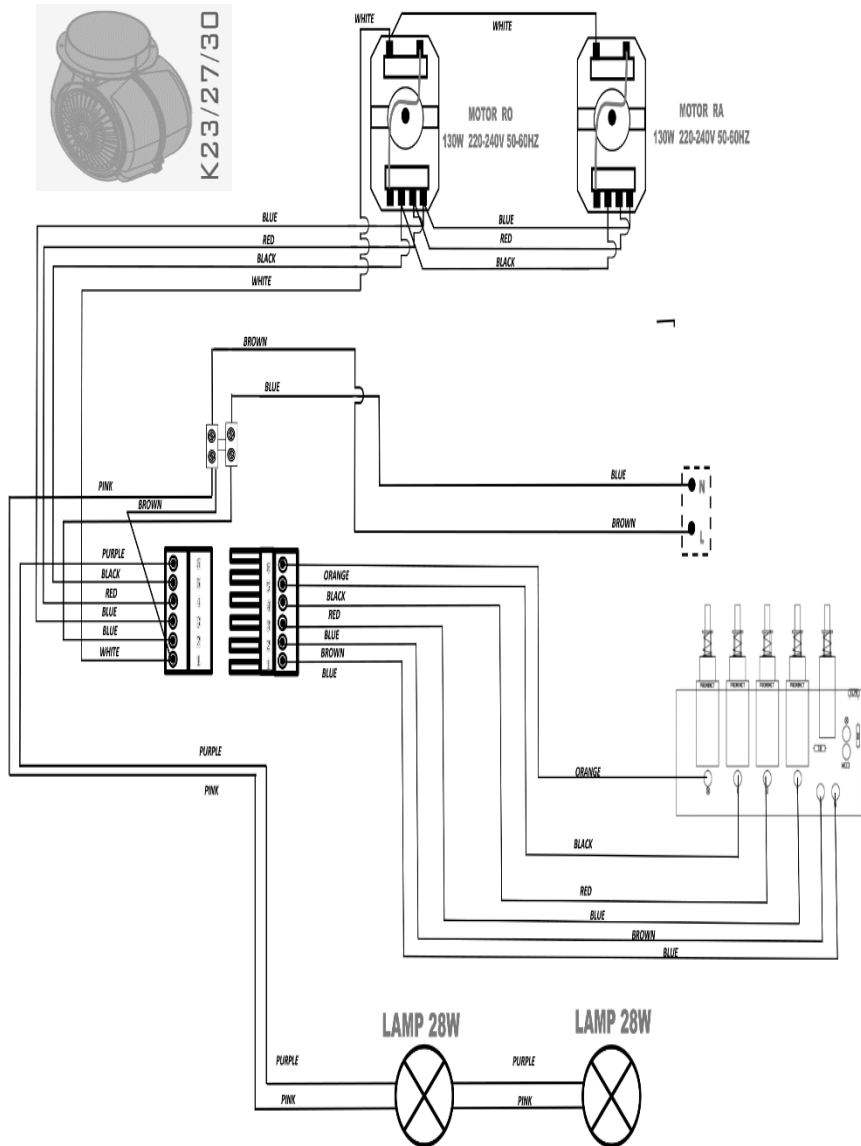 K23/27/30
WHITE
WHITE
MOTOR RO
130W 220-240V 50-60HZ
MOTOR RA
130W 220-240V 50-60HZ
BLUE
RED
BLACK
WHITE
BLUE
RED
BLACK
BROWN
BLUE
PINK
BROWN
BLUE
BROWN
N
L
PURPLE
BLACK
RED
BLUE
BLUE
WHITE
ORANGE
BLACK
RED
BLUE
BROWN
BLUE
PURPLE
PINK
ORANGE
BLACK
RED
BLUE
BROWN
BLUE
LAMP 28W
LAMP 28W
PURPLE
PINK
PURPLE
PINK